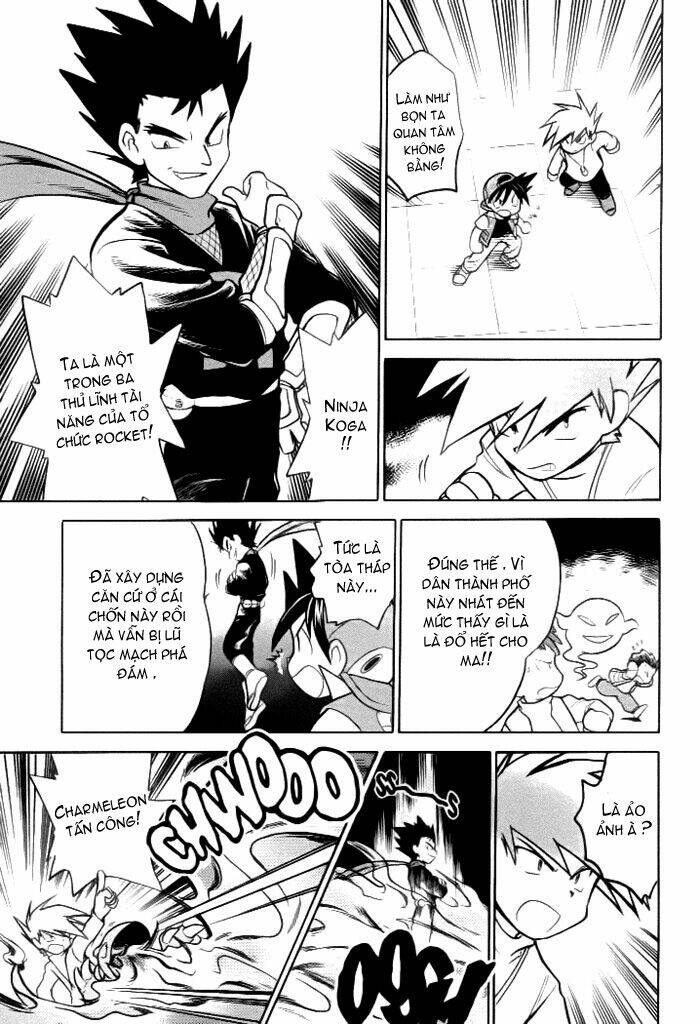 Làm như
bọn ta
quan tâm
không
bằng!
Ninja
Koga
!!
Ta là một
trong ba
thủ lĩnh tài
năng của tổ
chức Rocket!
Đúng thế . Vì
dân thành phố
này nhát đến
mức thấy gì là
là đổ hết cho
ma!!
Tức là
tòa tháp
này...
Đã xây dựng
căn cứ ở cái
chốn này rồi
mà vẫn bị lũ
tọc mạch phá
đám .
Là ảo
ảnh à ?
CHWOOO
Charmeleon
tấn công!